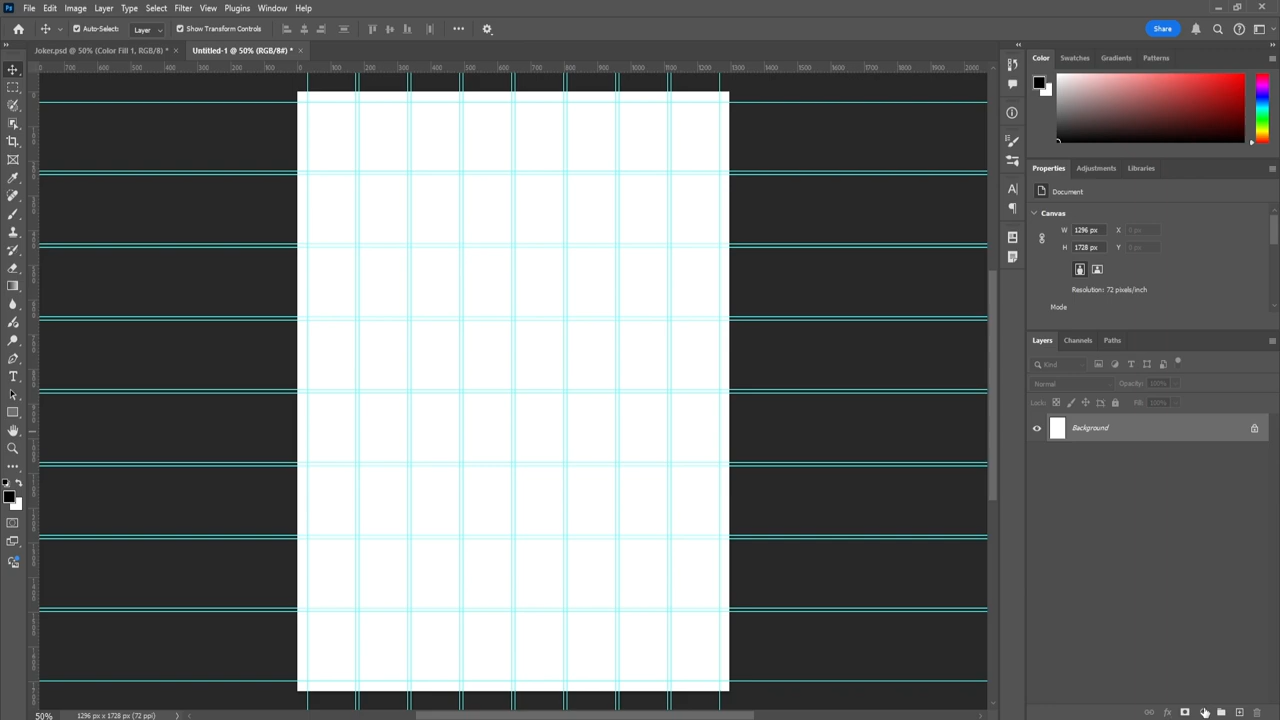 Ps File Edit Image Layer Type Select Filter View Plugins Window Help
Auto-Select: Layer Show Transform Controls Share
Joker.psd @ 50% (Color Fill 1, RGB/8) * × Untitled-1 @ 50% (RGB/8#) * ×
Color Swatches Gradients Patterns
Properties Adjustments Libraries
Document
Canvas
W 1296 px X 0 px
H 1728 px Y 0 px
Resolution: 72 pixels/inch
Mode
Layers Channels Paths
Kind
Normal Opacity: 100%
Lock: Fill: 100%
Background
50% 1296 px x 1728 px (72 ppi)